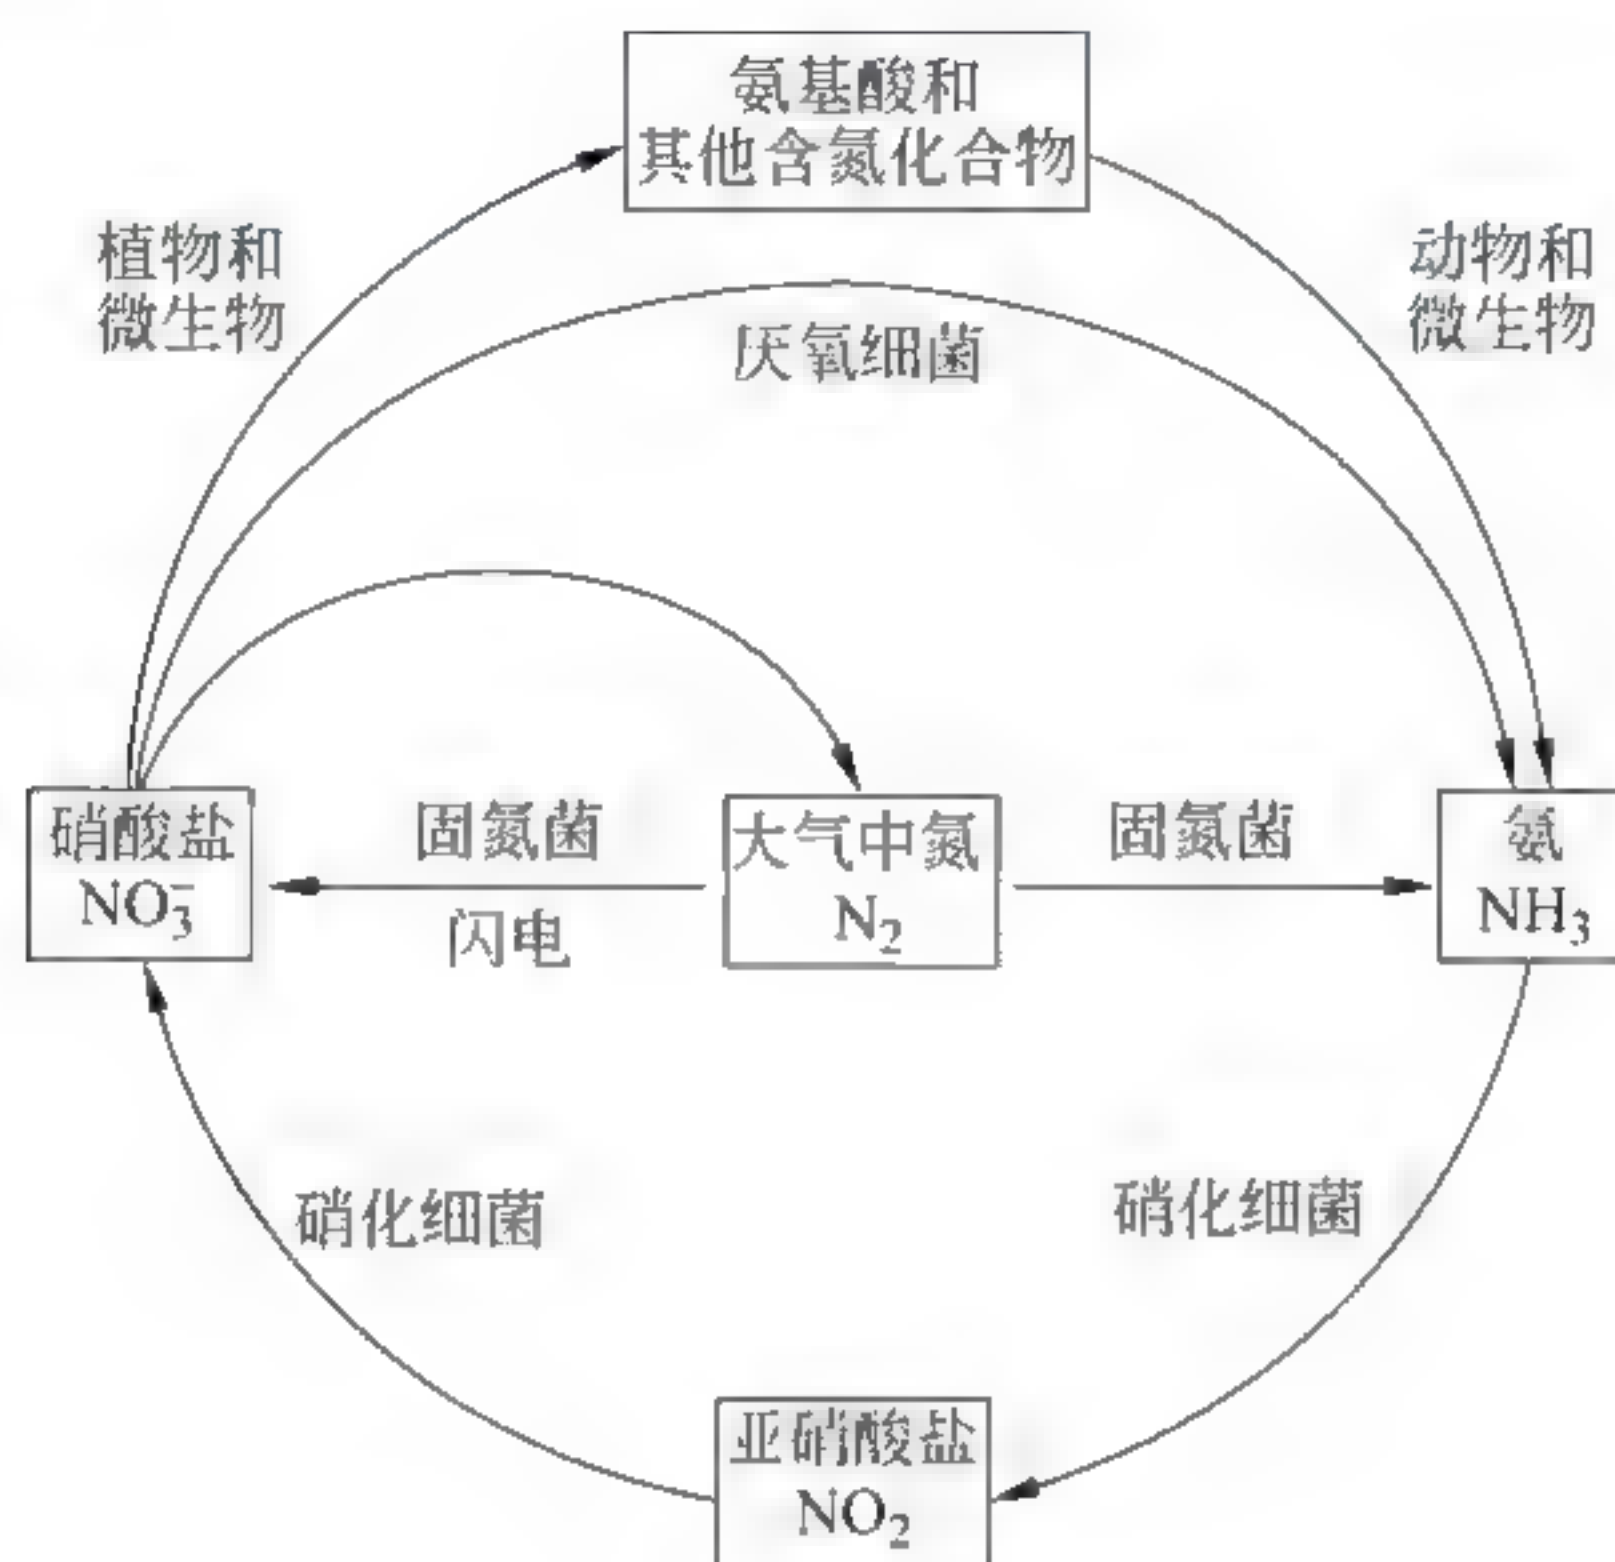 氨基酸和
其他含氮化合物
植物和
微生物
动物和
微生物
厌氧细菌
硝酸盐
NO₃⁻
固氮菌
闪电
大气中氮
N₂
固氮菌
氨
NH₃
硝化细菌
硝化细菌
亚硝酸盐
NO₂